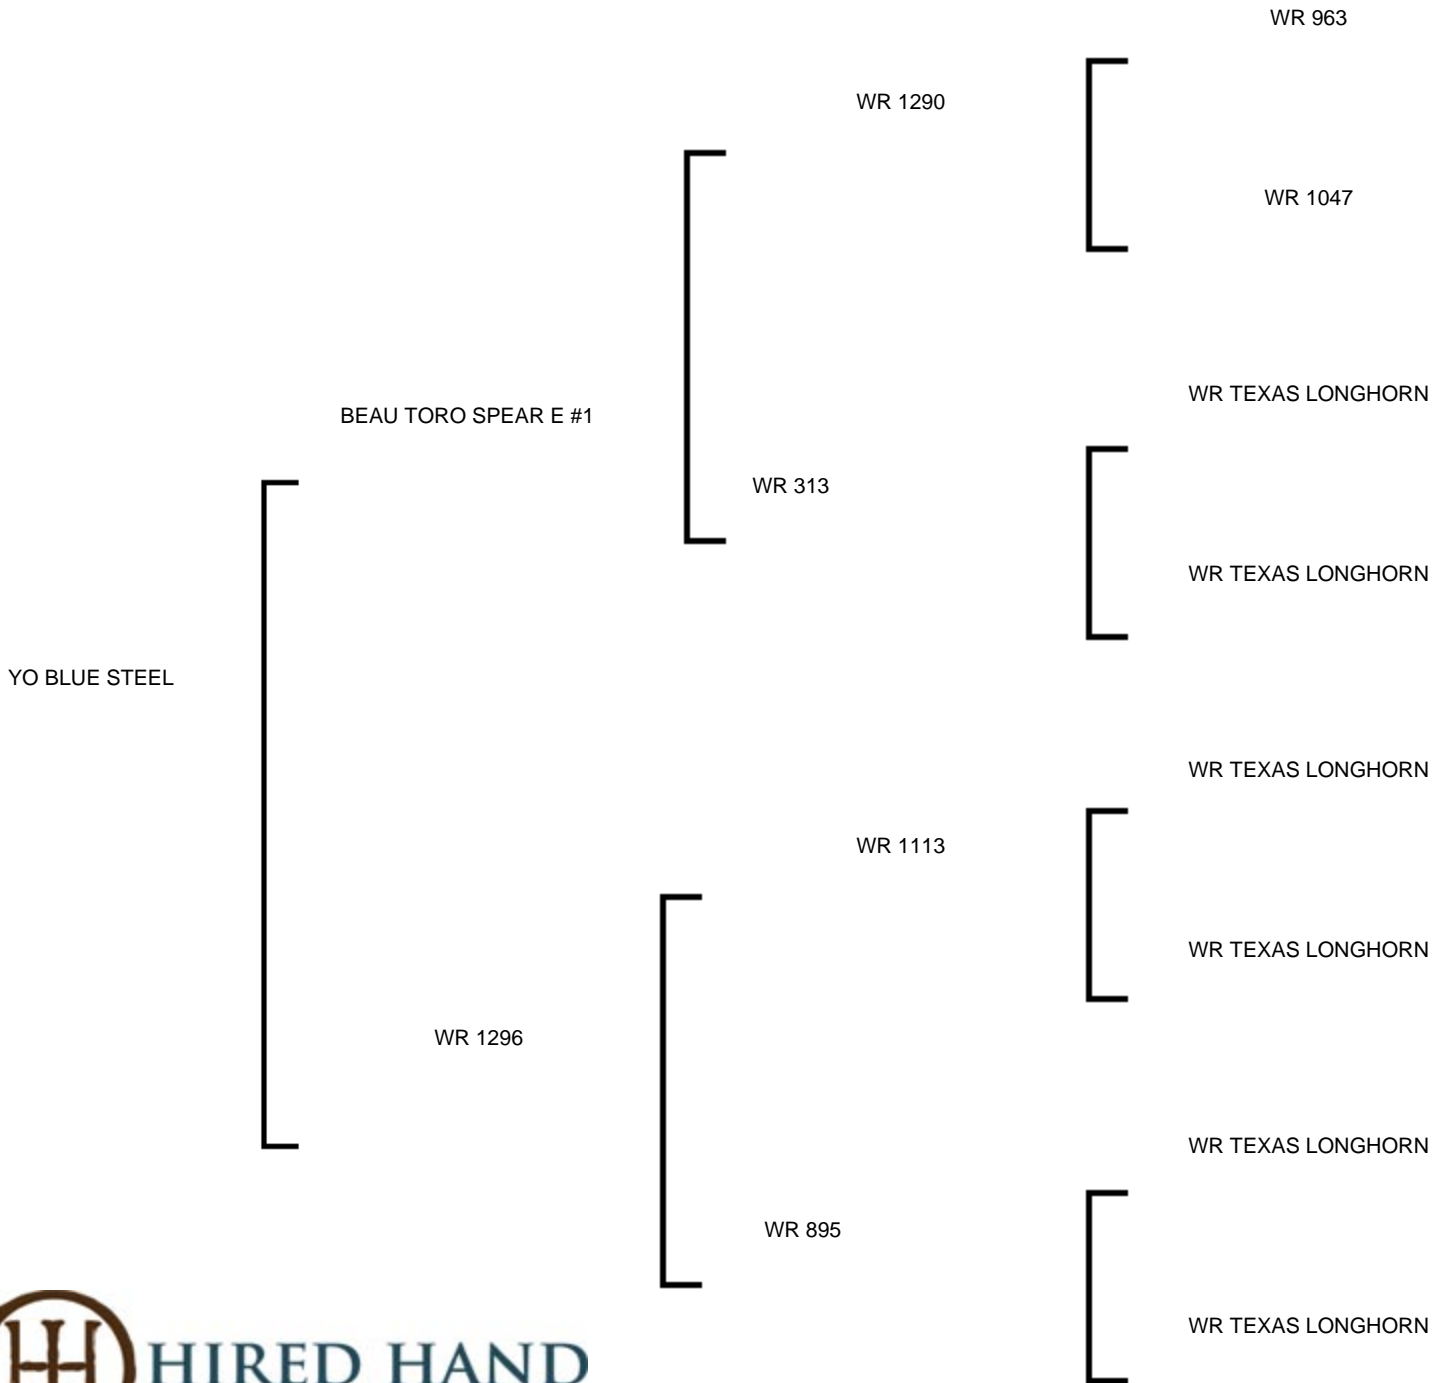 WR 963
WR 1290
WR 1047
WR TEXAS LONGHORN
BEAU TORO SPEAR E #1
WR 313
WR TEXAS LONGHORN
YO BLUE STEEL
WR TEXAS LONGHORN
WR 1113
WR TEXAS LONGHORN
WR 1296
WR TEXAS LONGHORN
WR 895
WR TEXAS LONGHORN
HH HIRED HAND